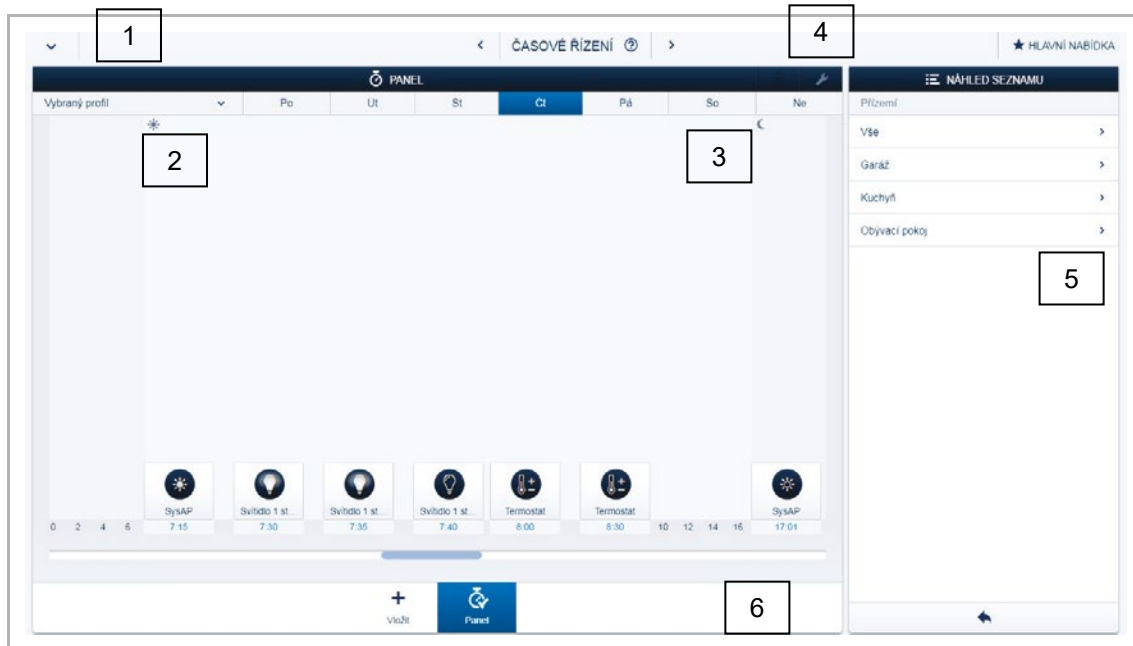 1
4
ČASOVÉ ŘÍZENÍ ?
★ HLAVNÍ NABÍDKA
PANEL
NÁHLED SEZNAMU
Vybraný profil Po Út St Čt Pá So Ne
Přízemí
2
3
Vše
Garáž
Kuchyň
Obývací pokoj
5
SysAP Svítidlo 1 st... Svítidlo 1 st... Svítidlo 1 st... Termostat Termostat SysAP
0 2 4 6 7:15 7:30 7:35 7:40 8:00 8:30 10 12 14 16 17:01
+
Vložit Panel
6